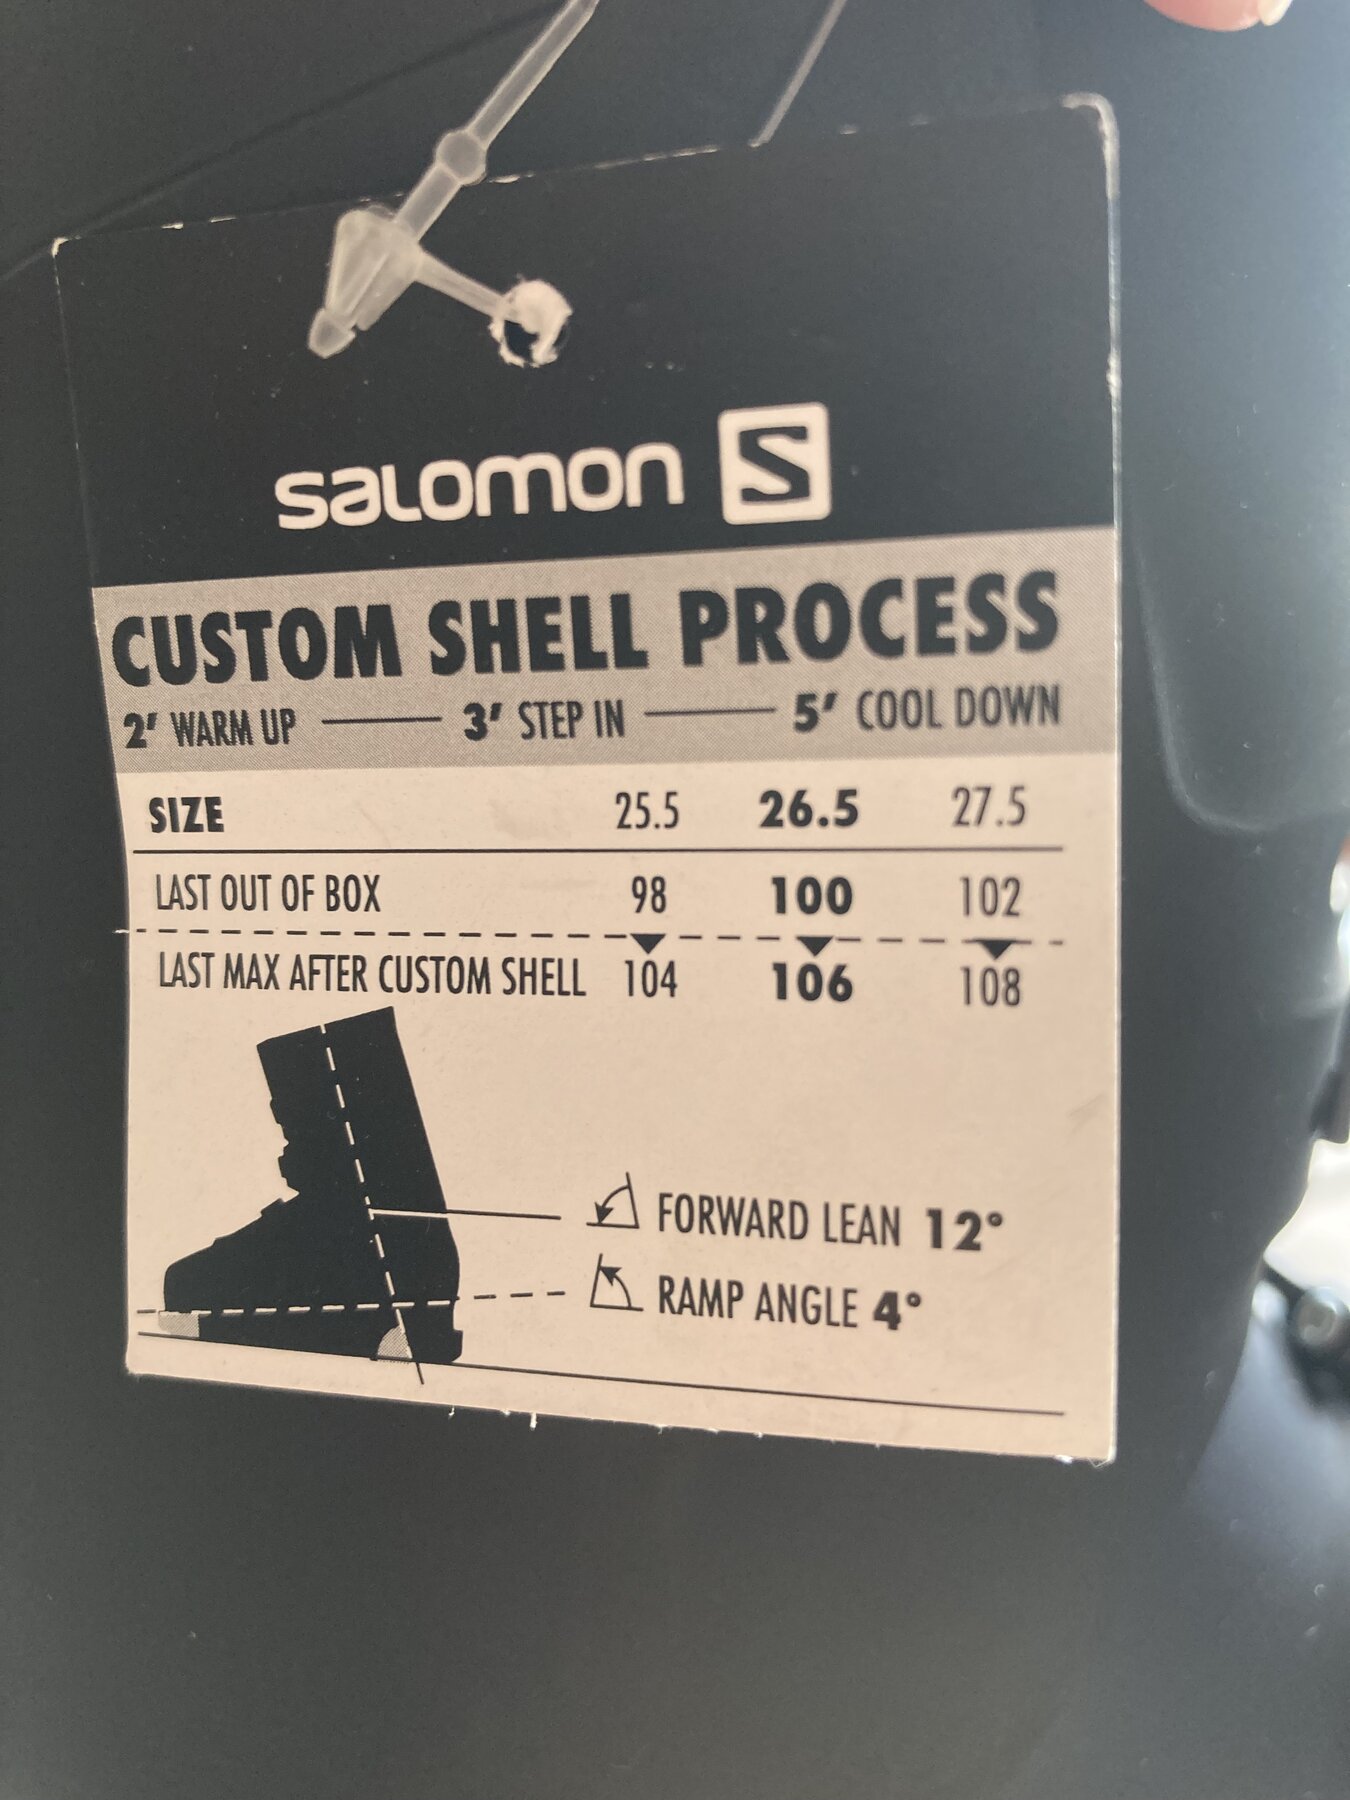 salomon S
CUSTOM SHELL PROCESS
2' WARM UP 3' STEP IN 5' COOL DOWN
SIZE 25.5 26.5 27.5
LAST OUT OF BOX 98 100 102
LAST MAX AFTER CUSTOM SHELL 104 106 108
FORWARD LEAN 12°
RAMP ANGLE 4°